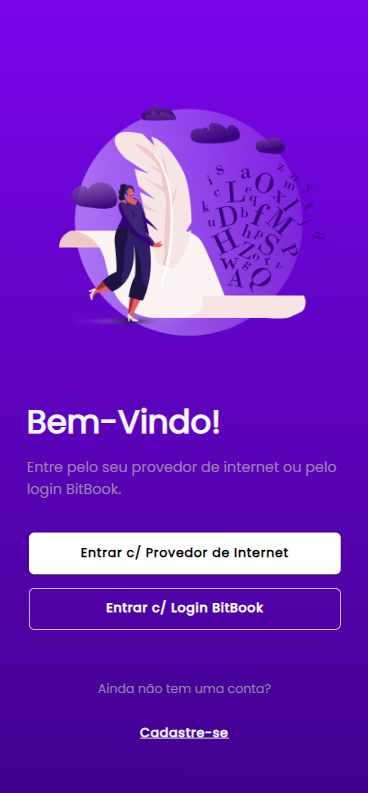 Bem-Vindo!
Entre pelo seu provedor de internet ou pelo
login BitBook.
Entrar c/ Provedor de Internet
Entrar c/ Login BitBook
Ainda não tem uma conta?
Cadastre-se